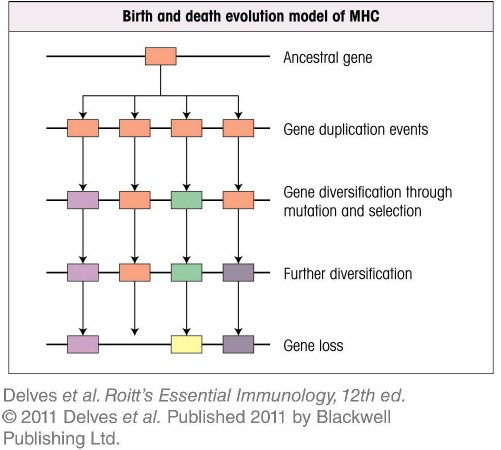 Birth and death evolution model of MHC
Ancestral gene
Gene duplication events
Gene diversification through
mutation and selection
Further diversification
Gene loss
Delves et al. Roitt's Essential Immunology, 12th ed.
© 2011 Delves et al. Published 2011 by Blackwell
Publishing Ltd.